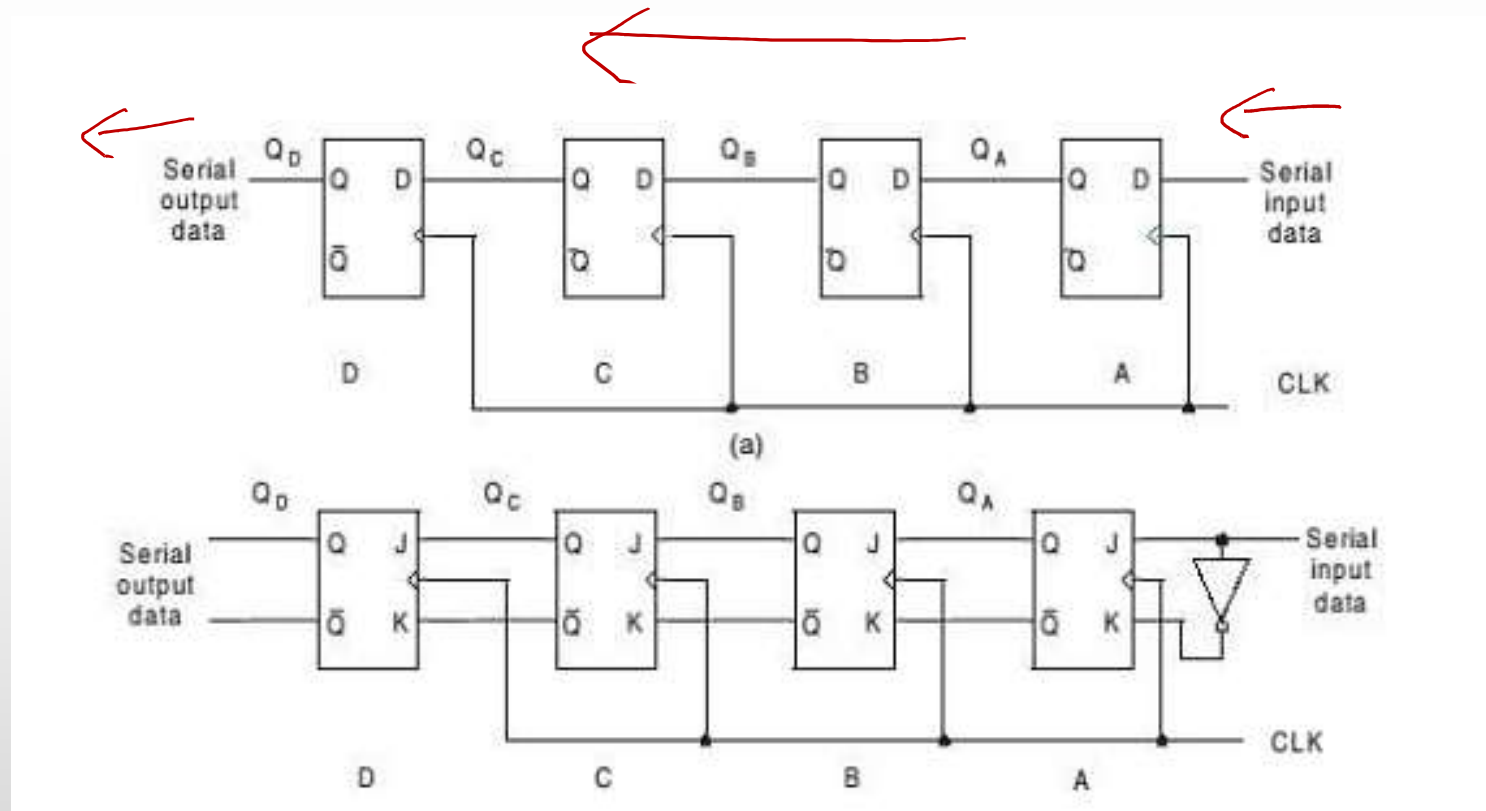 Q_D Q_C Q_B Q_A
Serial output data
Q D Q D Q D Q D
Serial input data
Q̅ Q̅ Q̅ Q̅
D C B A
CLK
(a)
Q_D Q_C Q_B Q_A
Serial output data
Q J Q J Q J Q J
Serial input data
Q̅ K Q̅ K Q̅ K Q̅ K
CLK
D C B A